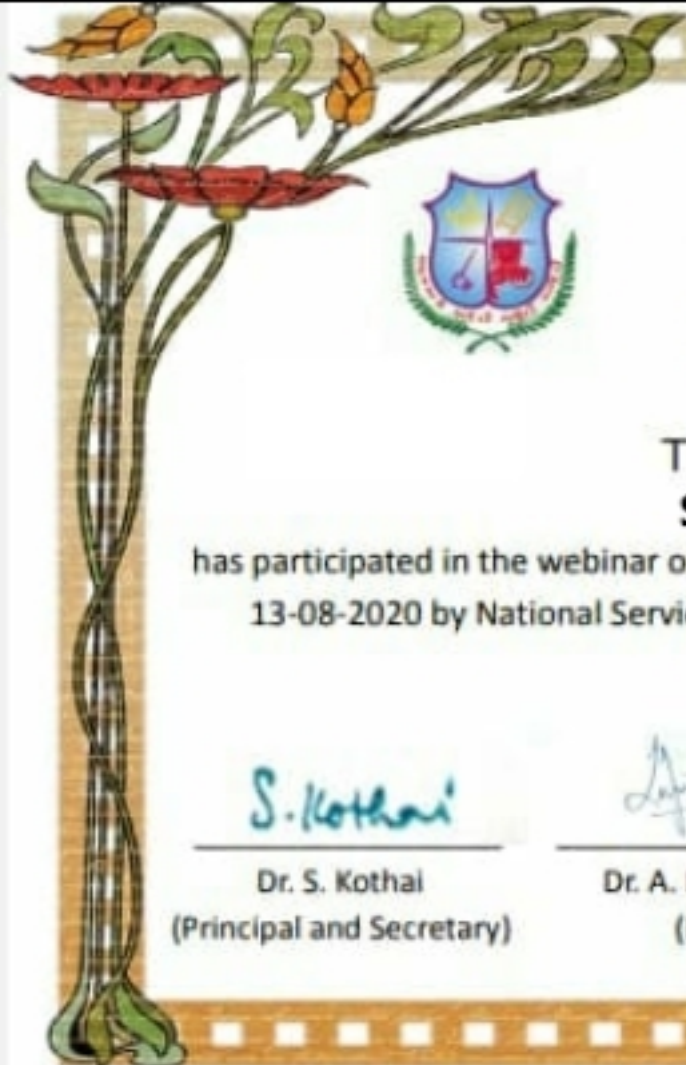 T
S
has participated in the webinar o
13-08-2020 by National Servi
S. Kothai
Dr. S. Kothai
Dr. A.
(Principal and Secretary)
(